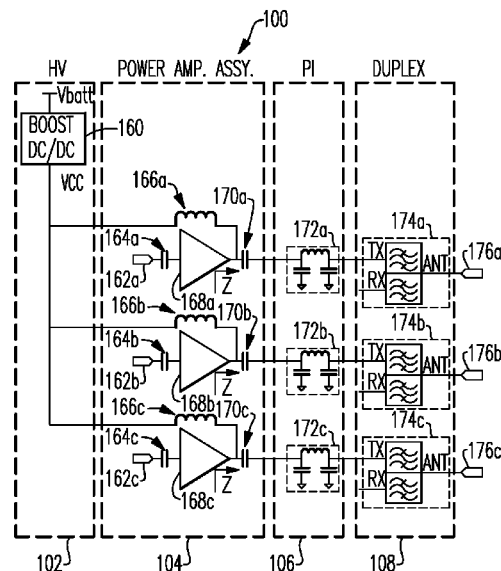 100
HV
POWER AMP. ASSY.
PI
DUPLEX
Vbatt
BOOST
DC/DC
160
VCC
166a
170a
164a
172a
174a
TX
RX
ANT
176a
162a
168a
Z
166b
170b
164b
172b
174b
TX
RX
ANT
176b
162b
168b
Z
166c
170c
164c
172c
174c
TX
RX
ANT
176c
162c
168c
Z
102
104
106
108